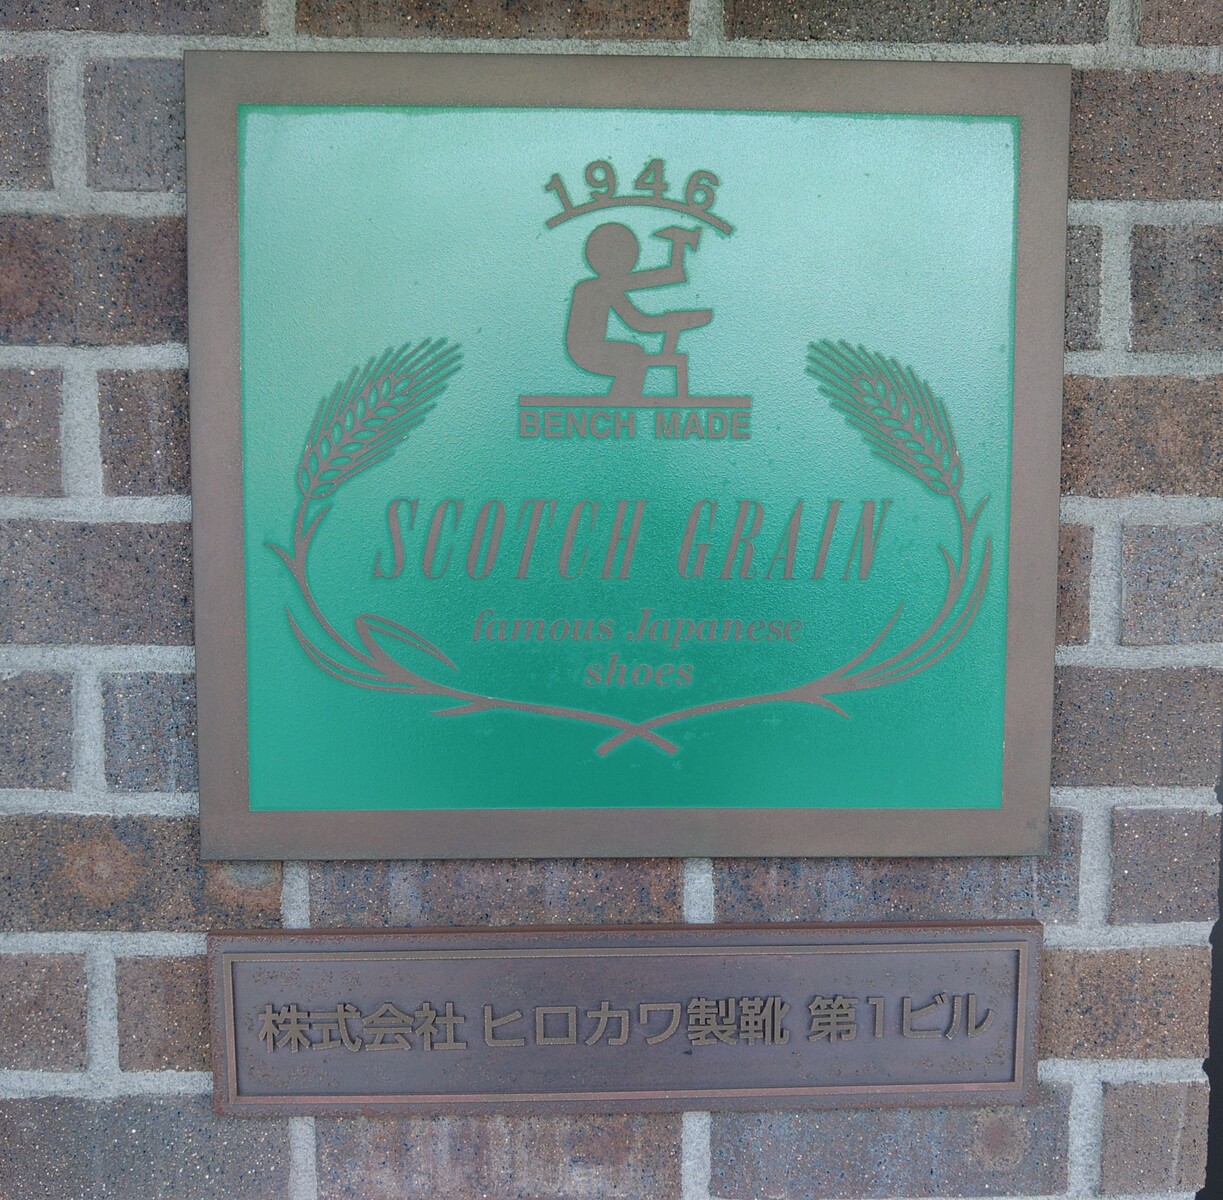 1946
BENCH MADE
SCOTCH GRAIN
famous Japanese
shoes
株式会社 ヒロカワ製靴 第1ビル